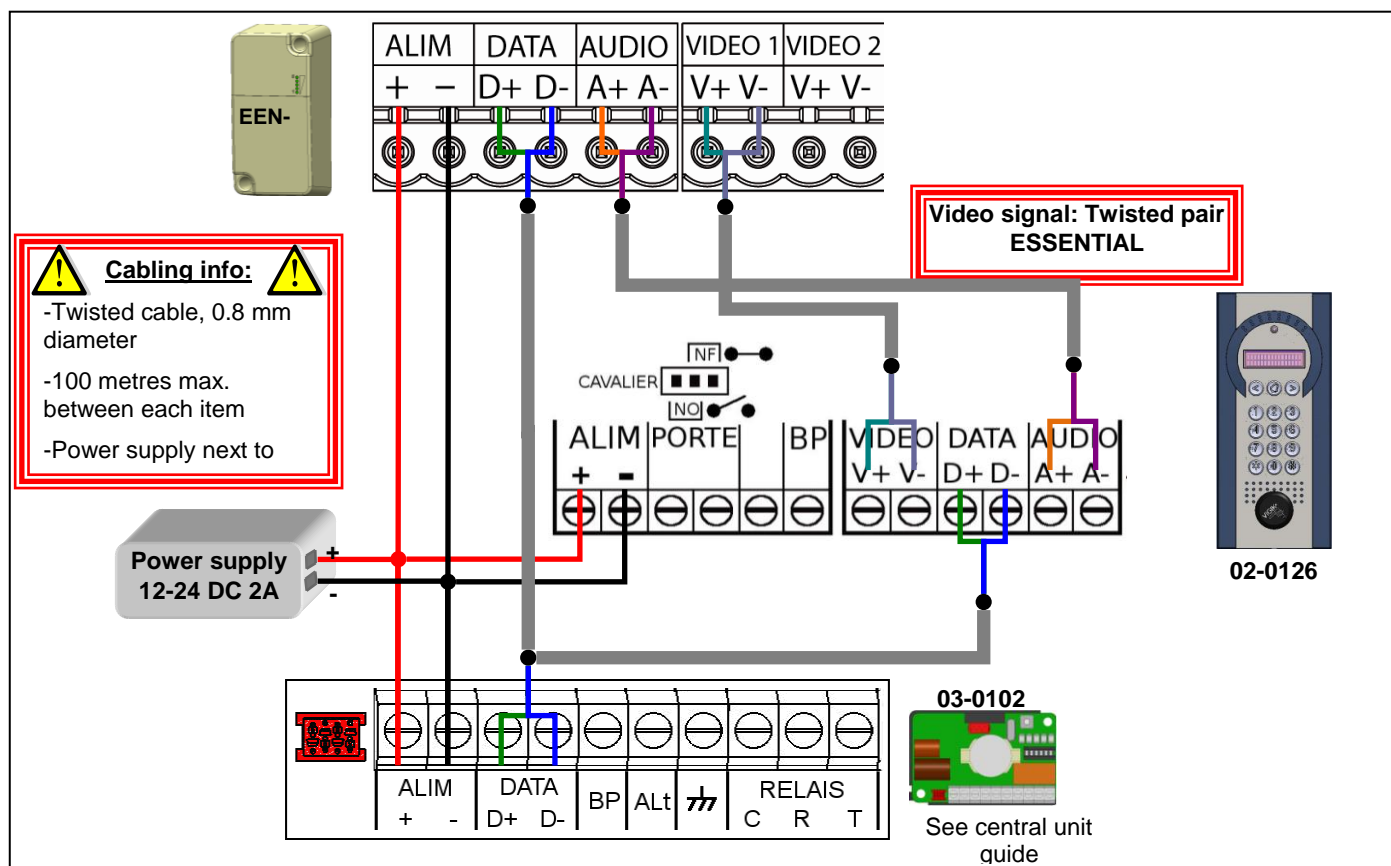 ALIM DATA AUDIO VIDEO 1 VIDEO 2
+ − D+ D- A+ A- V+ V- V+ V-
EEN-
Video signal: Twisted pair
ESSENTIAL
Cabling info:
-Twisted cable, 0.8 mm
diameter
-100 metres max.
between each item
-Power supply next to
NF
CAVALIER
NO
ALIM PORTE BP VIDEO DATA AUDIO
+ - V+ V- D+ D- A+ A-
02-0126
Power supply
12-24 DC 2A
+
-
03-0102
ALIM DATA BP ALt RELAIS
+ - D+ D- C R T
See central unit
guide